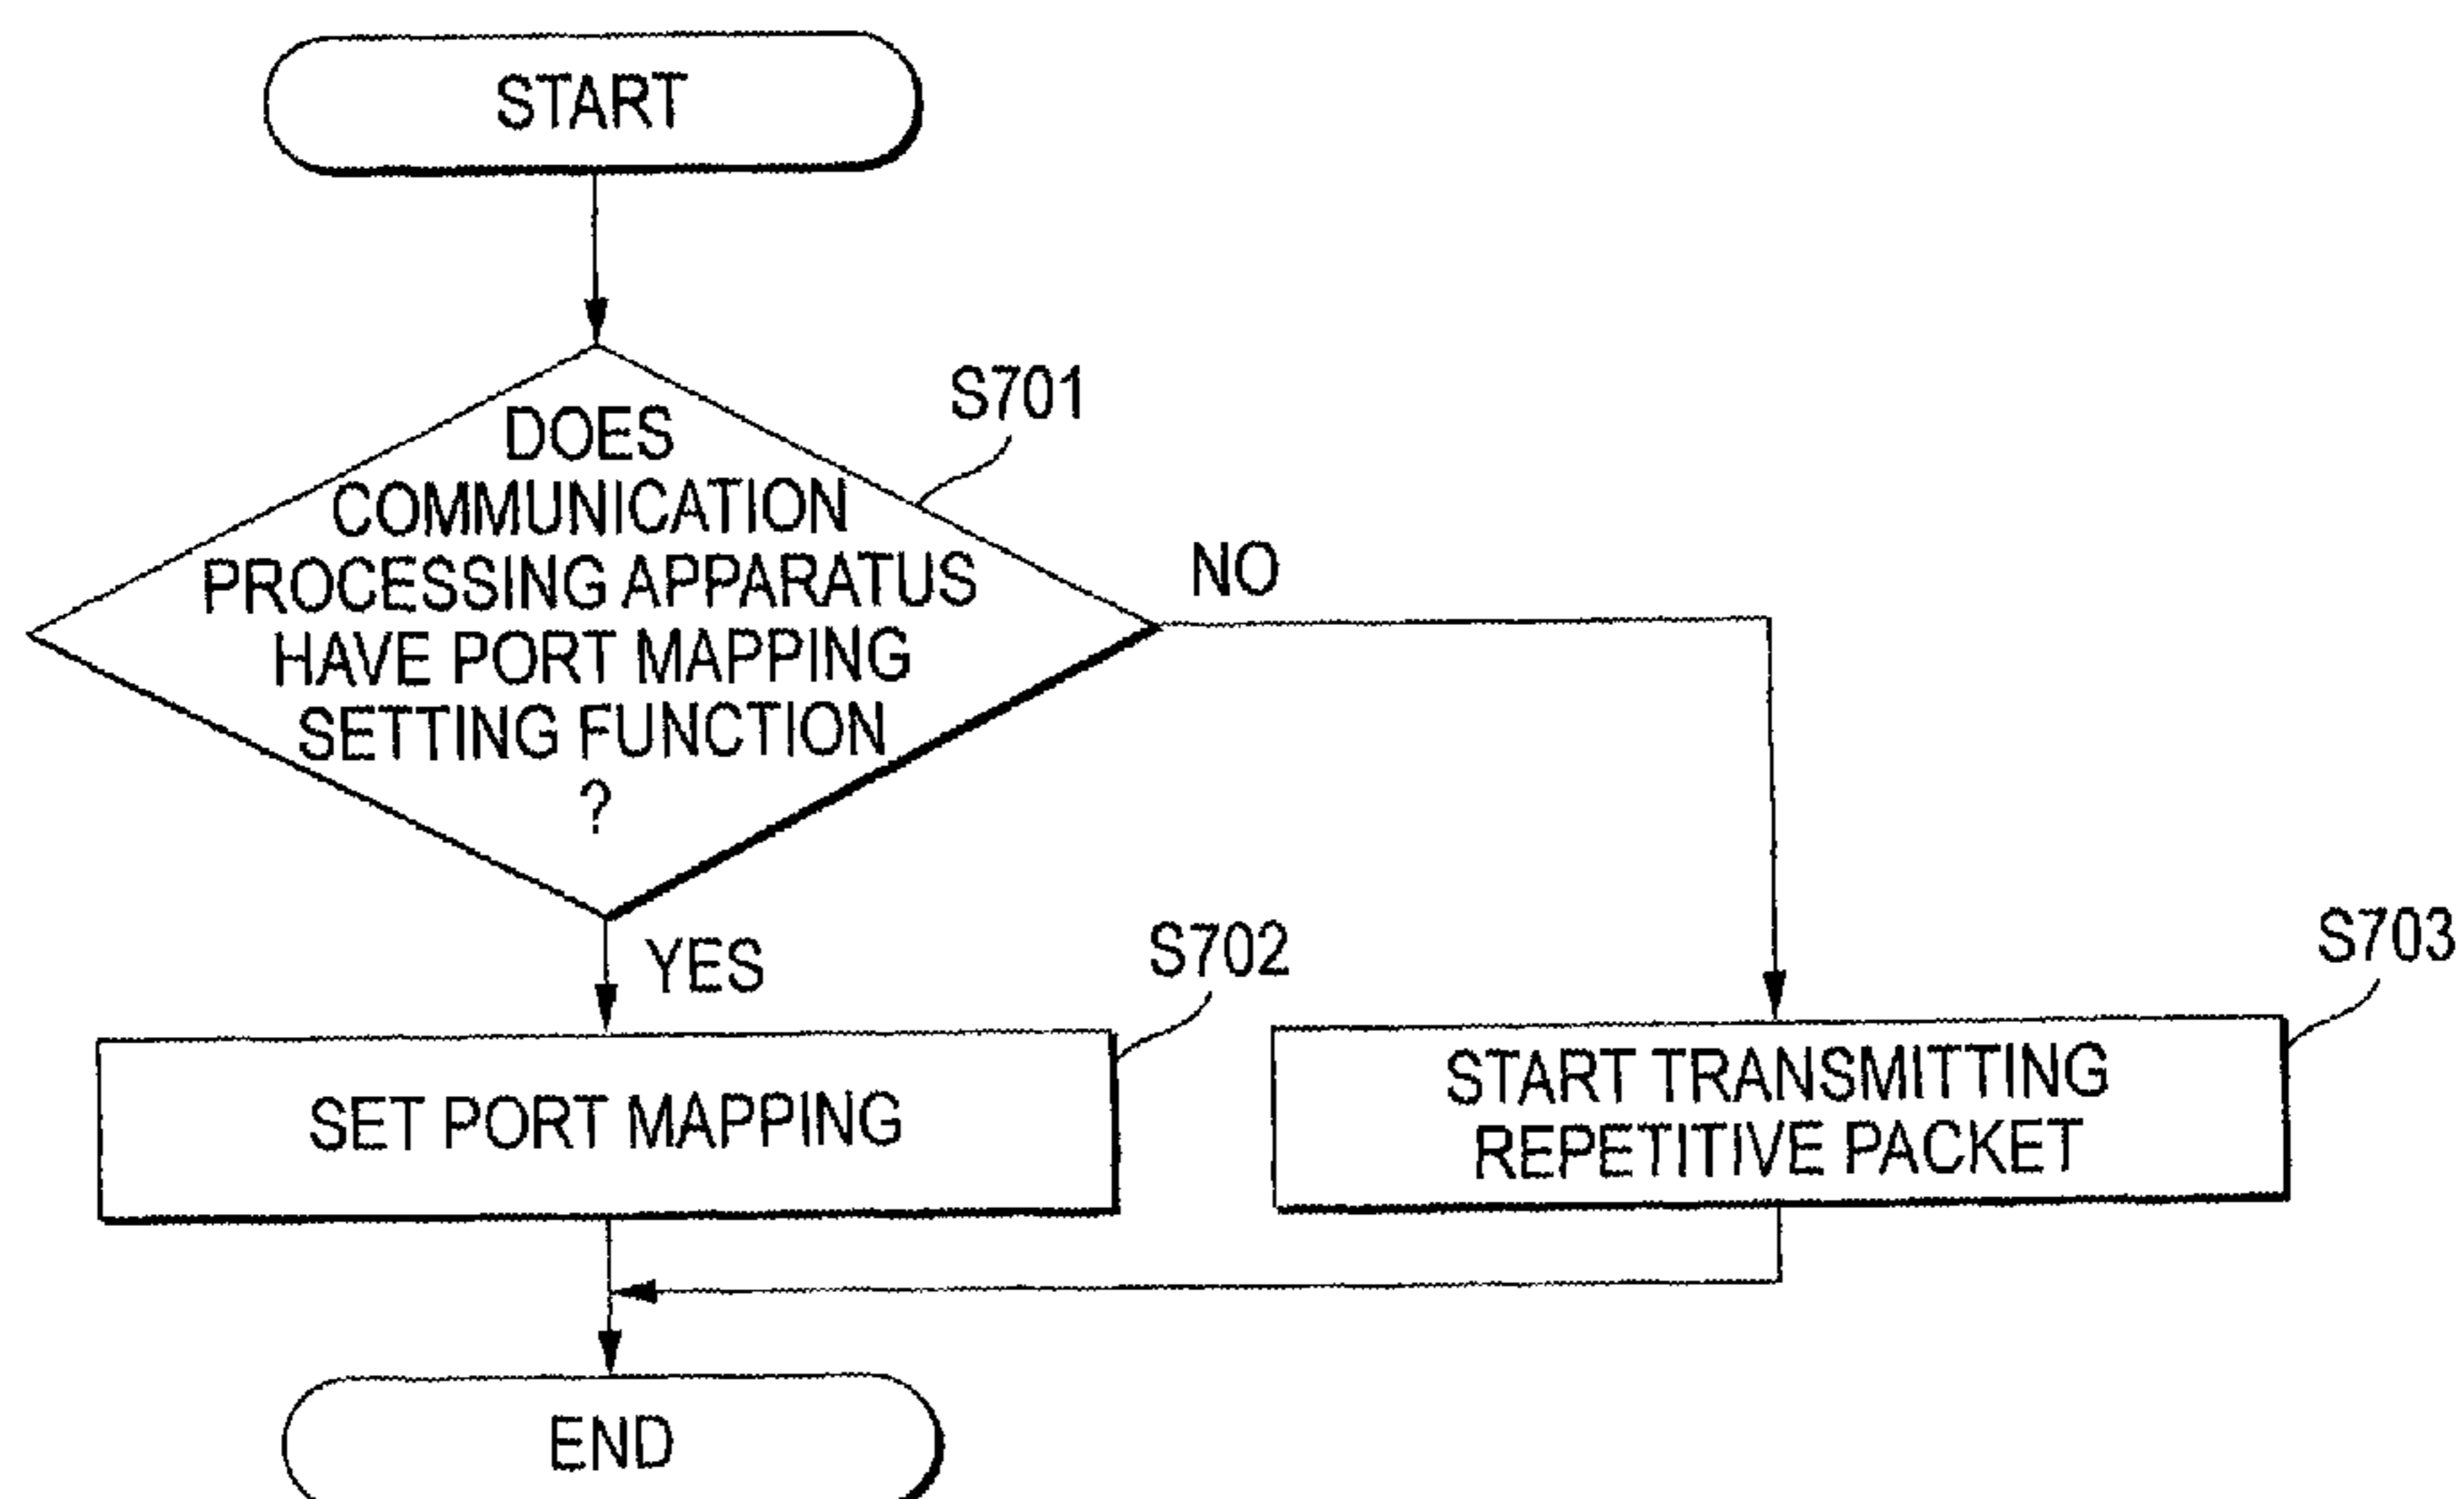 START
S701
DOES
COMMUNICATION
PROCESSING APPARATUS
HAVE PORT MAPPING
SETTING FUNCTION
?
NO
YES
S702
S703
SET PORT MAPPING
START TRANSMITTING
REPETITIVE PACKET
END